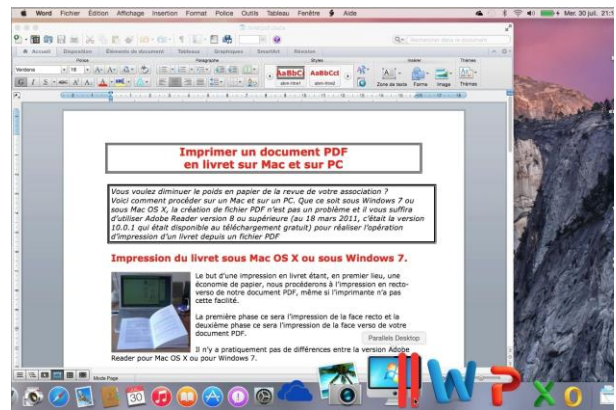 Word Fichier Édition Affichage Insertion Format Police Outils Tableau Fenêtre Aide Mer. 30 juil. 21:1
Accueil Disposition Éléments de document Tableaux Graphiques SmartArt Révision
Police Paragraphe Styles Insérer Thèmes
Verdana
AaBbCc AaBbCcI
Zone de texte Forme Image Thèmes
Imprimer un document PDF
en livret sur Mac et sur PC
Vous voulez diminuer le poids en papier de la revue de votre association ?
Voici comment procéder sur un Mac et sur un PC. Que ce soit sous Windows 7 ou
sous Mac OS X, la création de fichier PDF n'est pas un problème et il vous suffira
d'utiliser Adobe Reader version 8 ou supérieure (au 18 mars 2011, c'était la version
10.0.1 qui était disponible au téléchargement gratuit) pour réaliser l'opération
d'impression d'un livret depuis un fichier PDF
Impression du livret sous Mac OS X ou sous Windows 7.
Le but d'une impression en livret étant, en premier lieu, une
économie de papier, nous procéderons à l'impression en recto-
verso de notre document PDF, même si l'imprimante n'a pas
cette facilité.
La première phase ce sera l'impression de la face recto et la
deuxième phase ce sera l'impression de la face verso de votre
document PDF.
Parallels Desktop
Il n'y a pratiquement pas de différences entre la version Adobe
Reader pour Mac OS X ou pour Windows 7.
Mode Page
30